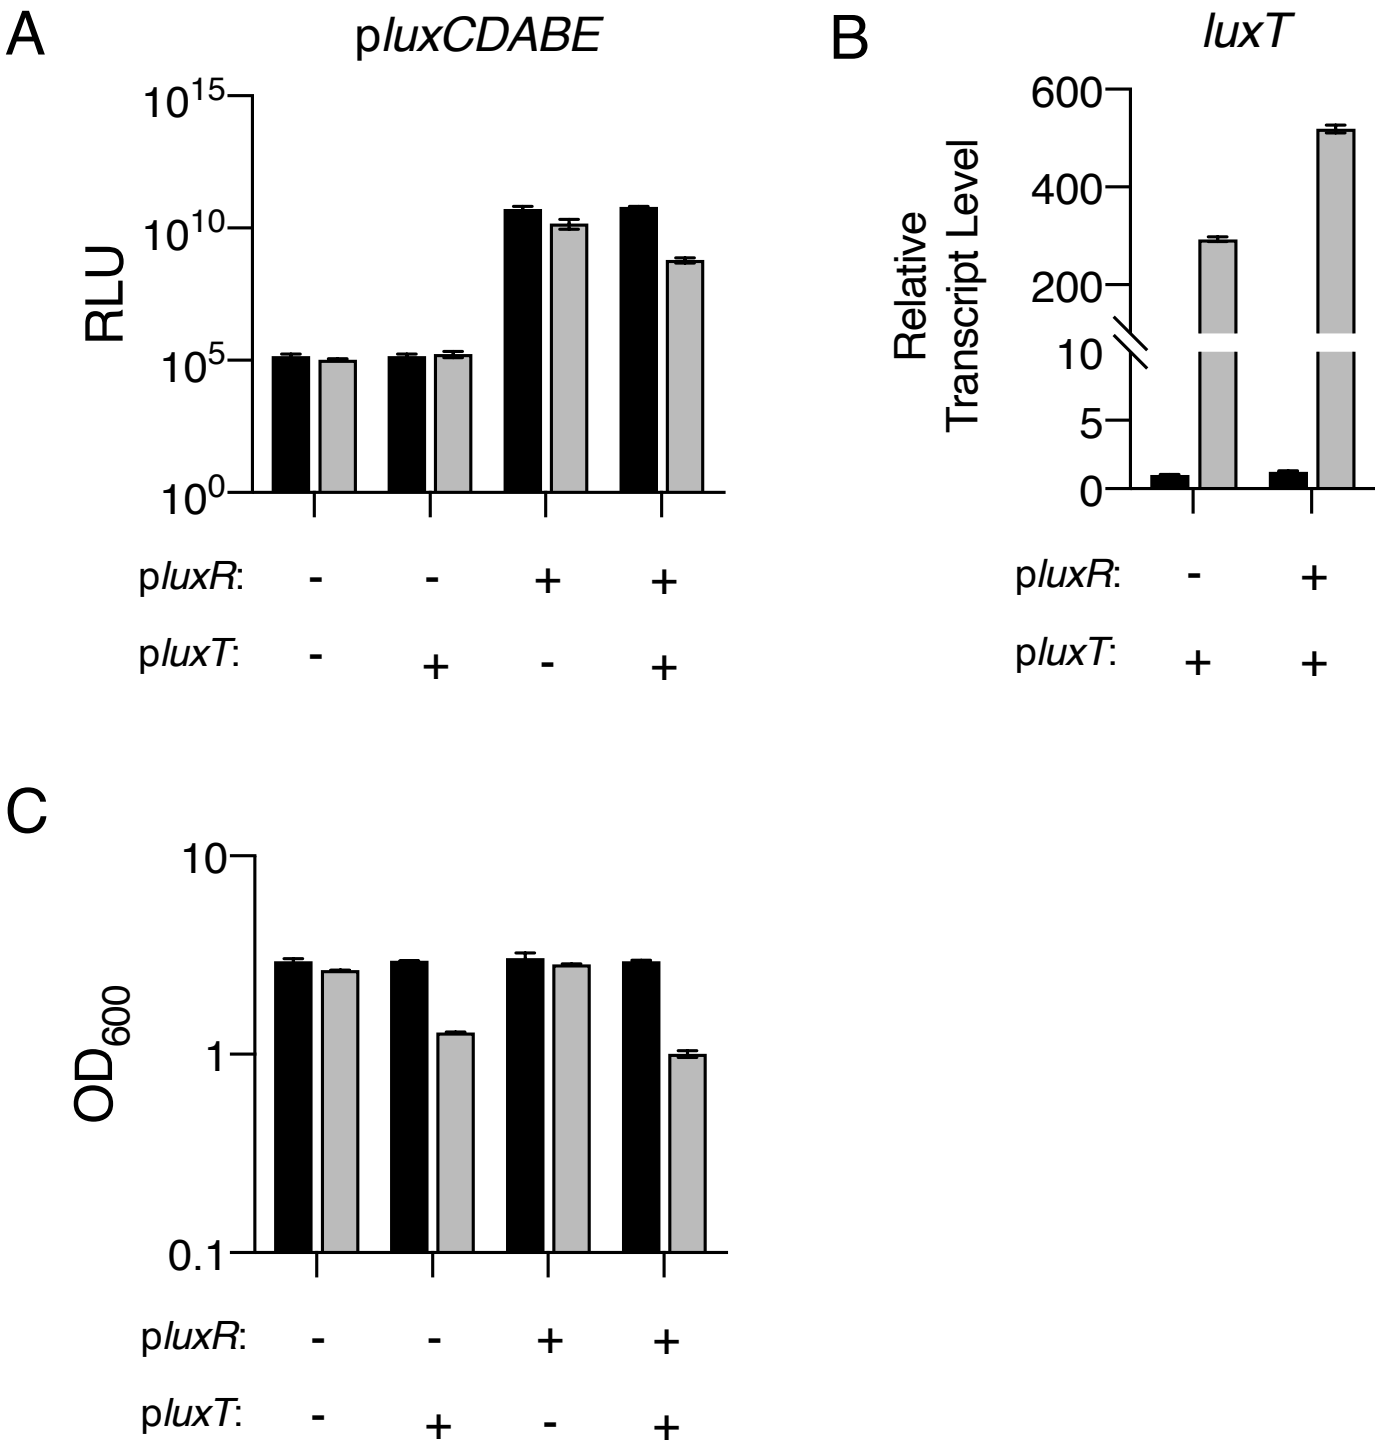 A
pluxCDABE
10^15
10^10
10^5
10^0
RLU
pluxR: - - + +
pluxT: - + - +
B
luxT
600
400
200
10
5
0
Relative
Transcript Level
pluxR: - +
pluxT: + +
C
10
1
0.1
OD600
pluxR: - - + +
pluxT: - + - +